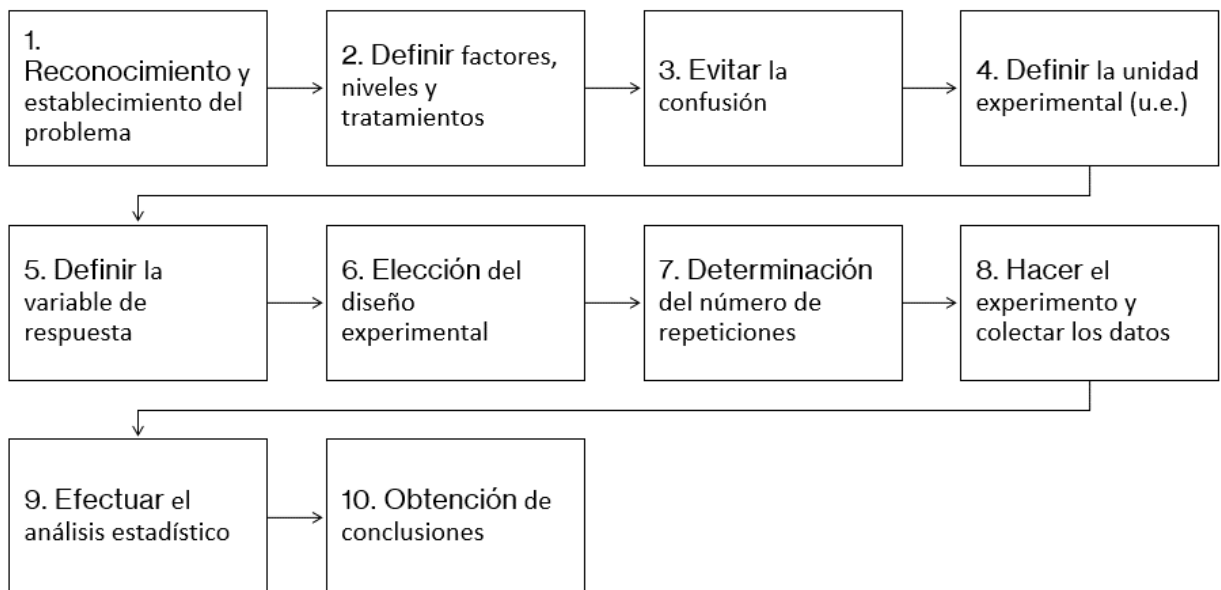 1.
Reconocimiento y
establecimiento del
problema
2. Definir factores,
niveles y
tratamientos
3. Evitar la
confusión
4. Definir la unidad
experimental (u.e.)
5. Definir la
variable de
respuesta
6. Elección del
diseño
experimental
7. Determinación
del número de
repeticiones
8. Hacer el
experimento y
colectar los datos
9. Efectuar el
análisis estadístico
10. Obtención de
conclusiones